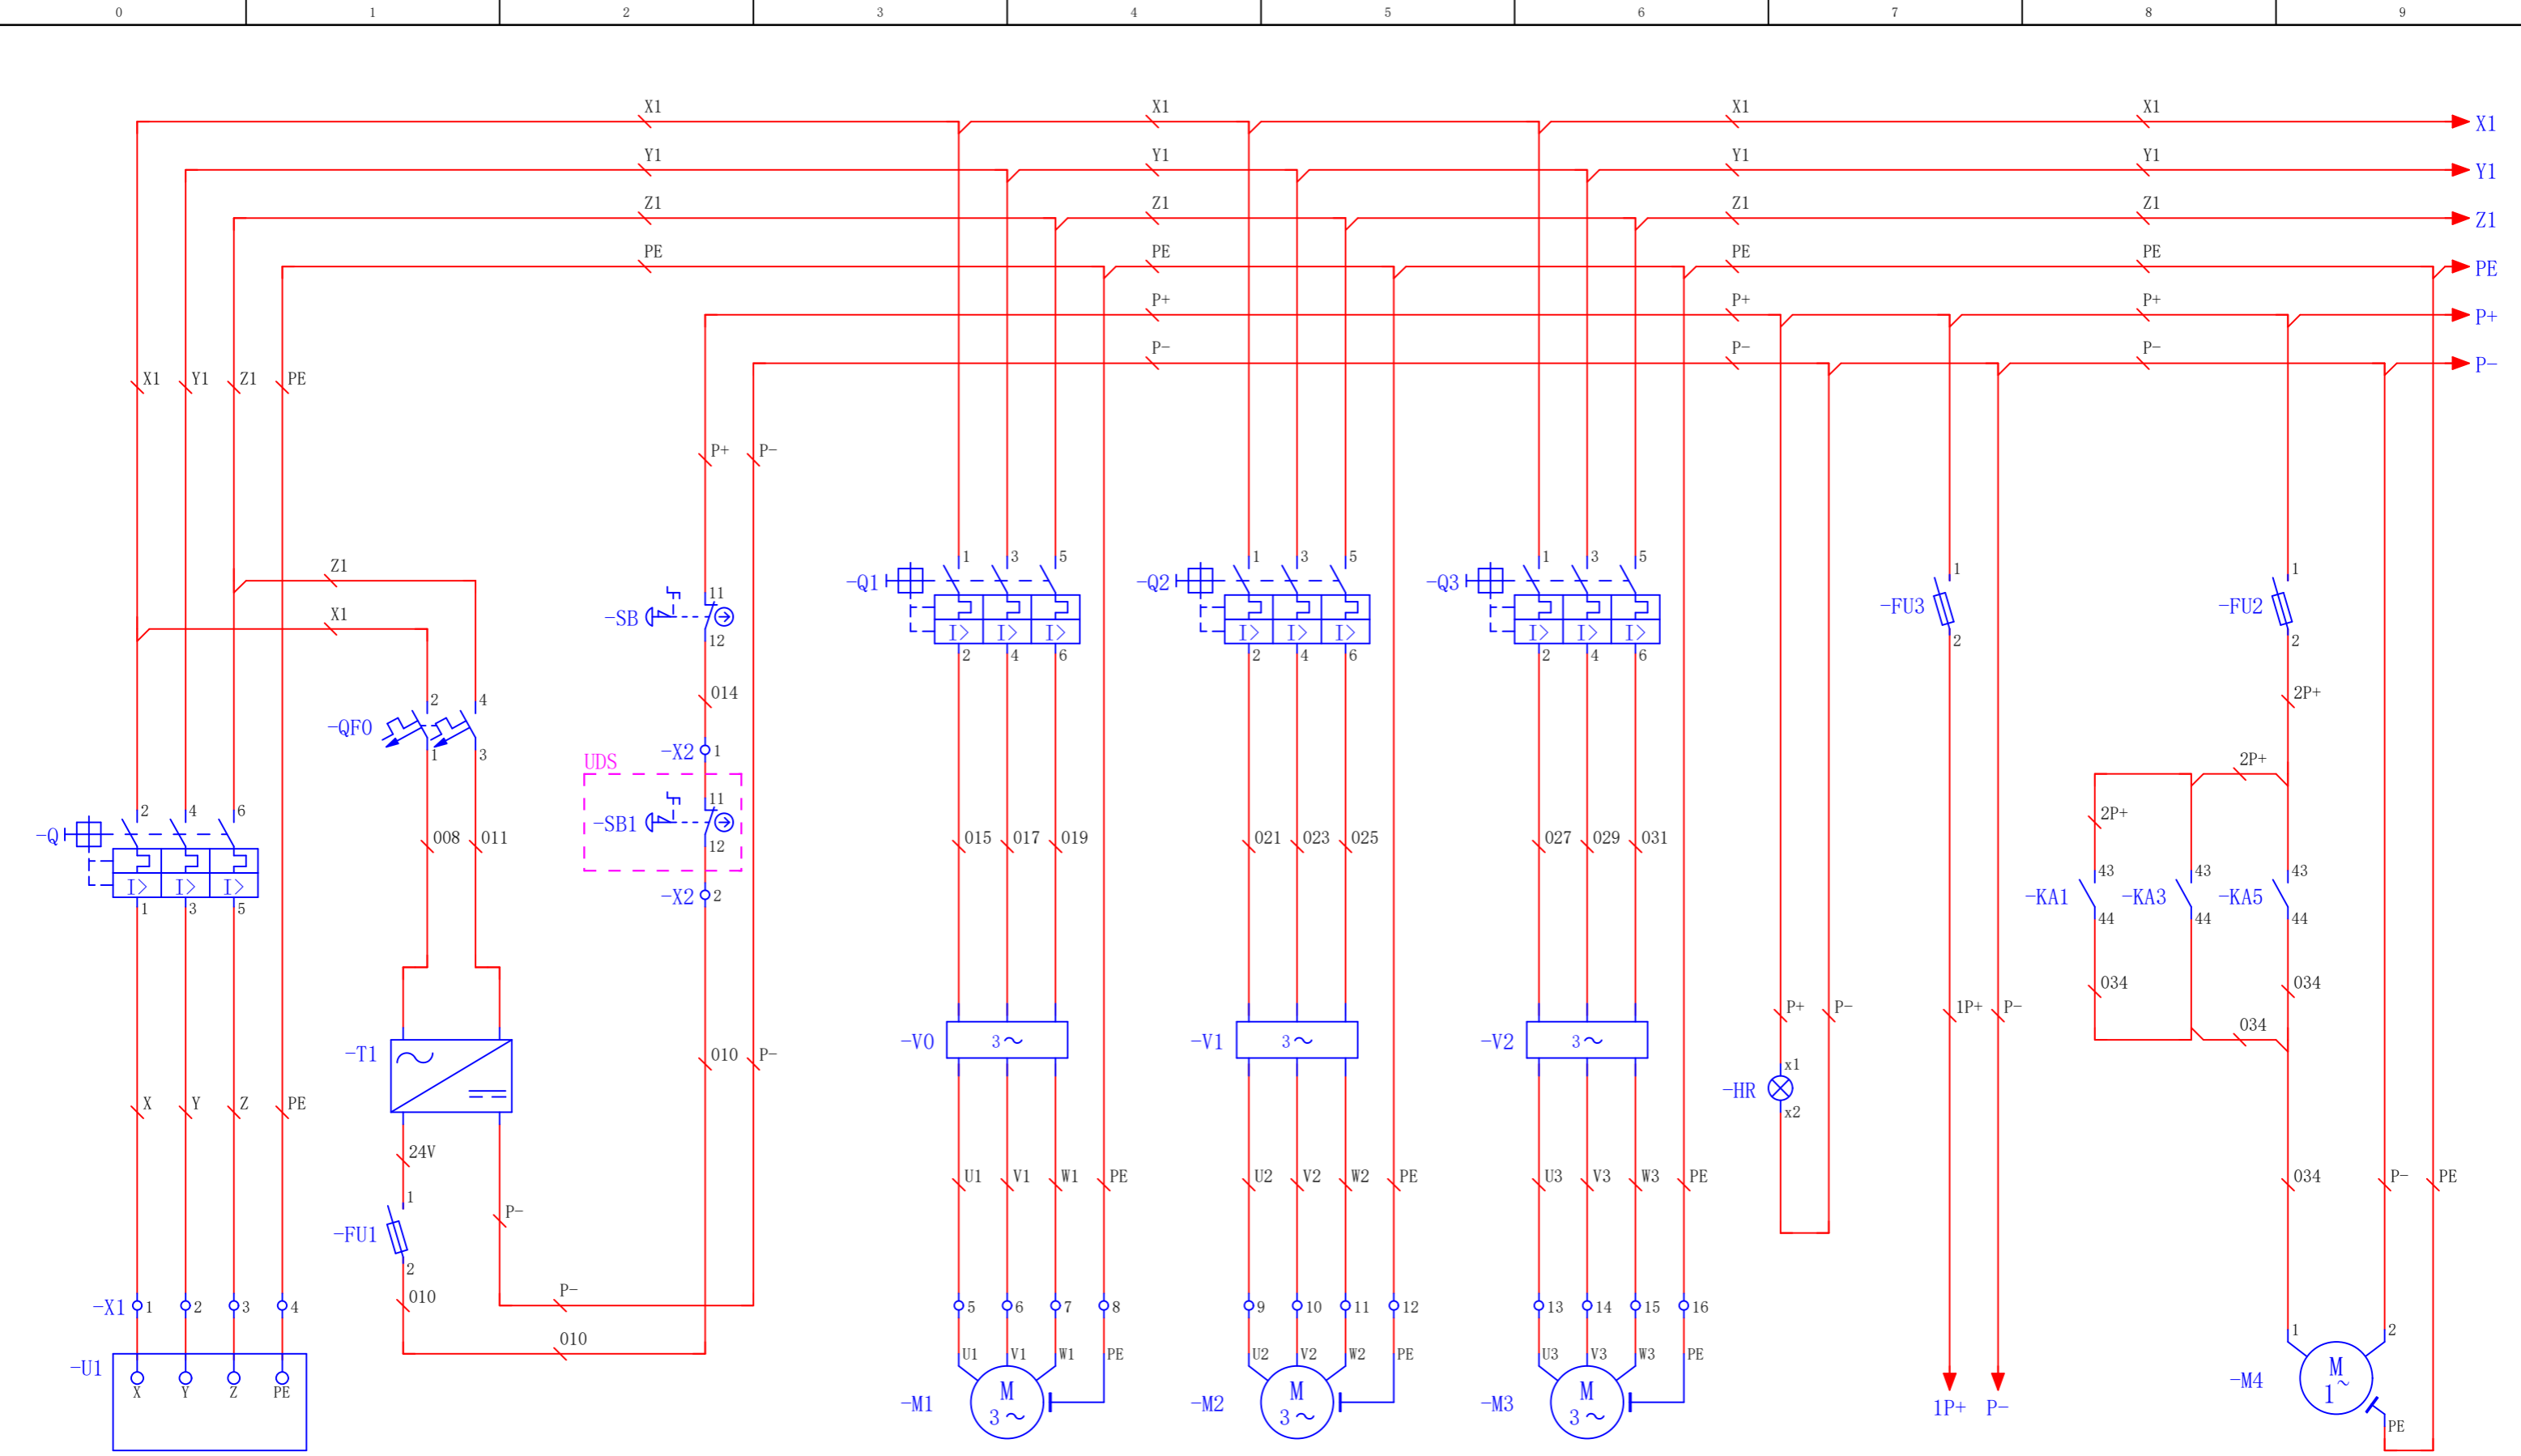 0 1 2 3 4 5 6 7 8 9
X1 X1 X1 X1 X1
Y1 Y1 Y1 Y1 Y1
Z1 Z1 Z1 Z1 Z1
PE PE PE PE PE
P+ P+ P+ P+
P- P- P- P-
X1 Y1 Z1 PE
P+ P-
Z1
1 3 5 1 3 5 1 3 5 1 1
-Q1 -Q2 -Q3
11
-SB -FU3 -FU2
X1
I> I> I> I> I> I> I> I> I>
12 2 2
2 4 6 2 4 6 2 4 6
2 4 014 2P+
-QF0
1 3
-X2 1
UDS 2P+
11
2 4 6 2P+
-Q -SB1
008 011 12 015 017 019 021 023 025 027 029 031
43 43 43
I> I> I>
-X2 2 -KA1 -KA3 -KA5
1 3 5 44 44 44
034 034
P+ P- 1P+ P-
034
-V0 3~ -V1 3~ -V2 3~
-T1 010 P-
x1
-HR
x2
X Y Z PE
24V
U1 V1 W1 PE U2 V2 W2 PE U3 V3 W3 PE 034 P- PE
1
P-
-FU1
2
P-
010
-X1 1 2 3 4 5 6 7 8 9 10 11 12 13 14 15 16
010 1 2
U1 V1 W1 PE U2 V2 W2 PE U3 V3 W3 PE
-U1
X Y Z PE
M M M M
-M4 1~
-M1 -M2 -M3
1P+ P-
3~ 3~ 3~
PE